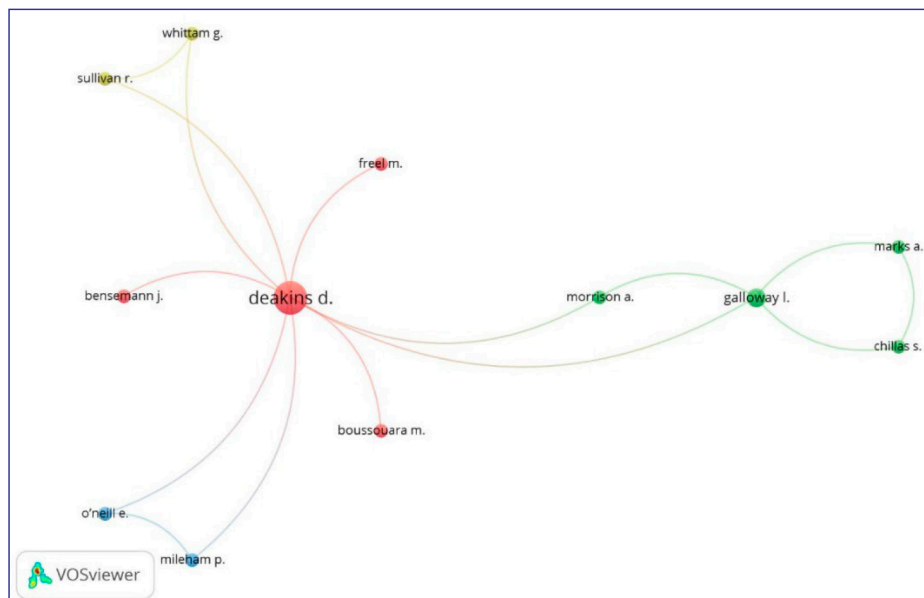 whittam g.
sullivan r.
freel m.
marks a.
bensemann j.
deakins d.
morrison a.
galloway l.
chillas s.
boussouara m.
o'neill e.
mileham p.
VOSviewer